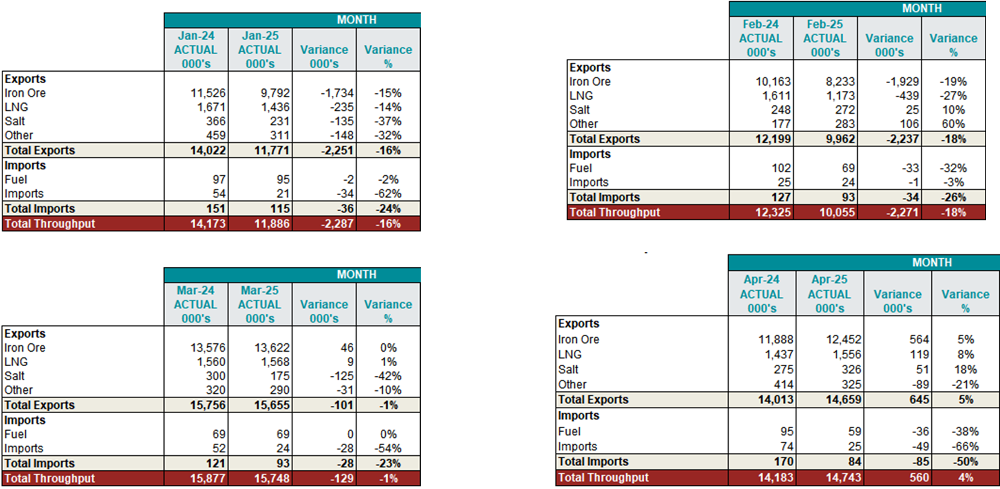 MONTH
Jan-24 Jan-25
ACTUAL ACTUAL Variance Variance
000's 000's 000's %
Exports
Iron Ore 11,526 9,792 -1,734 -15%
LNG 1,671 1,436 -235 -14%
Salt 366 231 -135 -37%
Other 459 311 -148 -32%
Total Exports 14,022 11,771 -2,251 -16%
Imports
Fuel 97 95 -2 -2%
Imports 54 21 -34 -62%
Total Imports 151 115 -36 -24%
Total Throughput 14,173 11,886 -2,287 -16%
MONTH
Feb-24 Feb-25
ACTUAL ACTUAL Variance Variance
000's 000's 000's %
Exports
Iron Ore 10,163 8,233 -1,929 -19%
LNG 1,611 1,173 -439 -27%
Salt 248 272 25 10%
Other 177 283 106 60%
Total Exports 12,199 9,962 -2,237 -18%
Imports
Fuel 102 69 -33 -32%
Imports 25 24 -1 -3%
Total Imports 127 93 -34 -26%
Total Throughput 12,325 10,055 -2,271 -18%
MONTH
Mar-24 Mar-25
ACTUAL ACTUAL Variance Variance
000's 000's 000's %
Exports
Iron Ore 13,576 13,622 46 0%
LNG 1,560 1,568 9 1%
Salt 300 175 -125 -42%
Other 320 290 -31 -10%
Total Exports 15,756 15,655 -101 -1%
Imports
Fuel 69 69 0 0%
Imports 52 24 -28 -54%
Total Imports 121 93 -28 -23%
Total Throughput 15,877 15,748 -129 -1%
-
MONTH
Apr-24 Apr-25
ACTUAL ACTUAL Variance Variance
000's 000's 000's %
Exports
Iron Ore 11,888 12,452 564 5%
LNG 1,437 1,556 119 8%
Salt 275 326 51 18%
Other 414 325 -89 -21%
Total Exports 14,013 14,659 645 5%
Imports
Fuel 95 59 -36 -38%
Imports 74 25 -49 -66%
Total Imports 170 84 -85 -50%
Total Throughput 14,183 14,743 560 4%